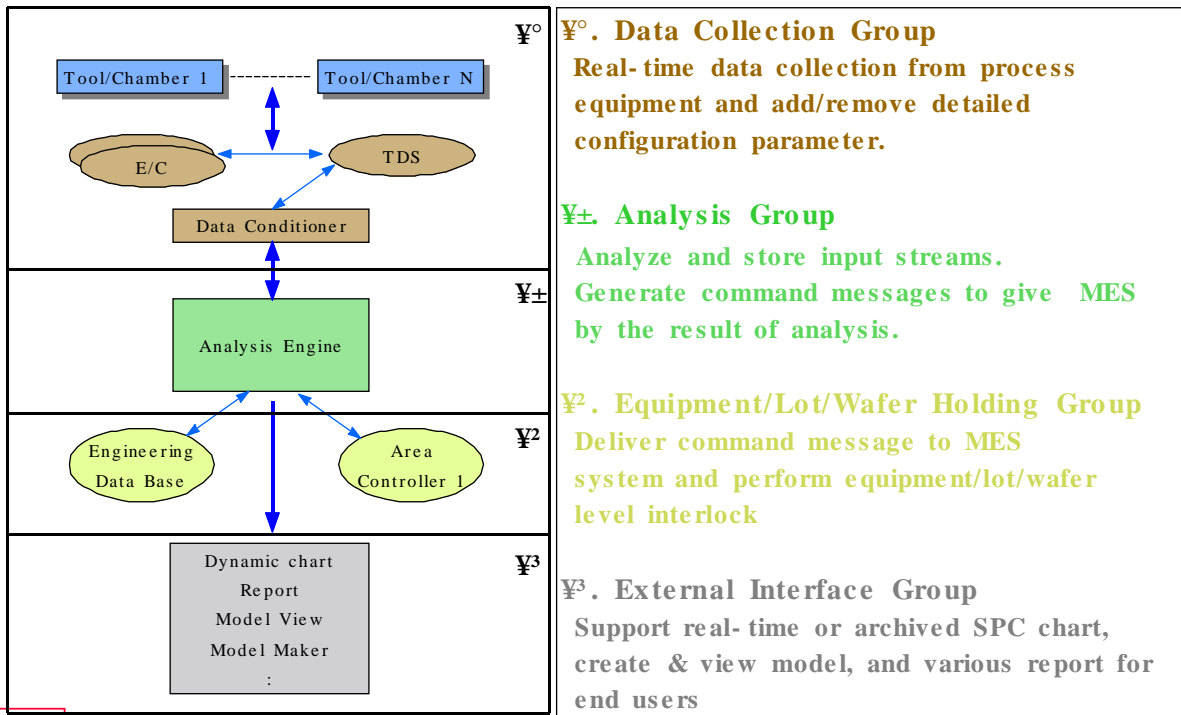 ¥°
Tool/Chamber 1
Tool/Chamber N
E/C
TDS
Data Conditioner
¥±
Analysis Engine
¥²
Engineering
Data Base
Area
Controller 1
¥³
Dynamic chart
Report
Model View
Model Maker
:
¥°. Data Collection Group
Real-time data collection from process
equipment and add/remove detailed
configuration parameter.
¥±. Analysis Group
Analyze and store input streams.
Generate command messages to give MES
by the result of analysis.
¥². Equipment/Lot/Wafer Holding Group
Deliver command message to MES
system and perform equipment/lot/wafer
level interlock
¥³. External Interface Group
Support real-time or archived SPC chart,
create & view model, and various report for
end users